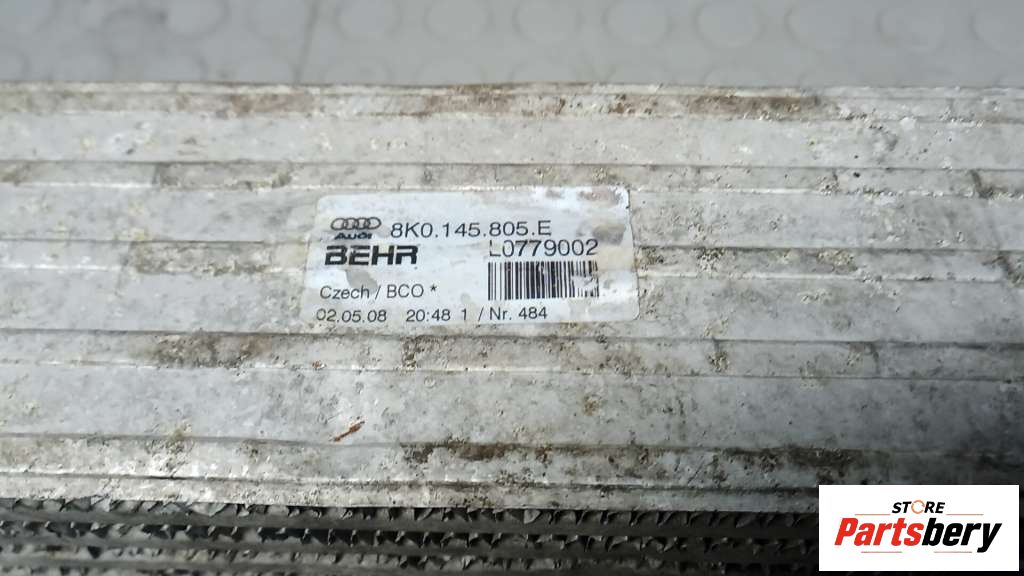 8K0.145.805.E
Audi
BEHR L0779002
Czech / BCO *
02.05.08 20:48 1 / Nr. 484
STORE
Partsbery